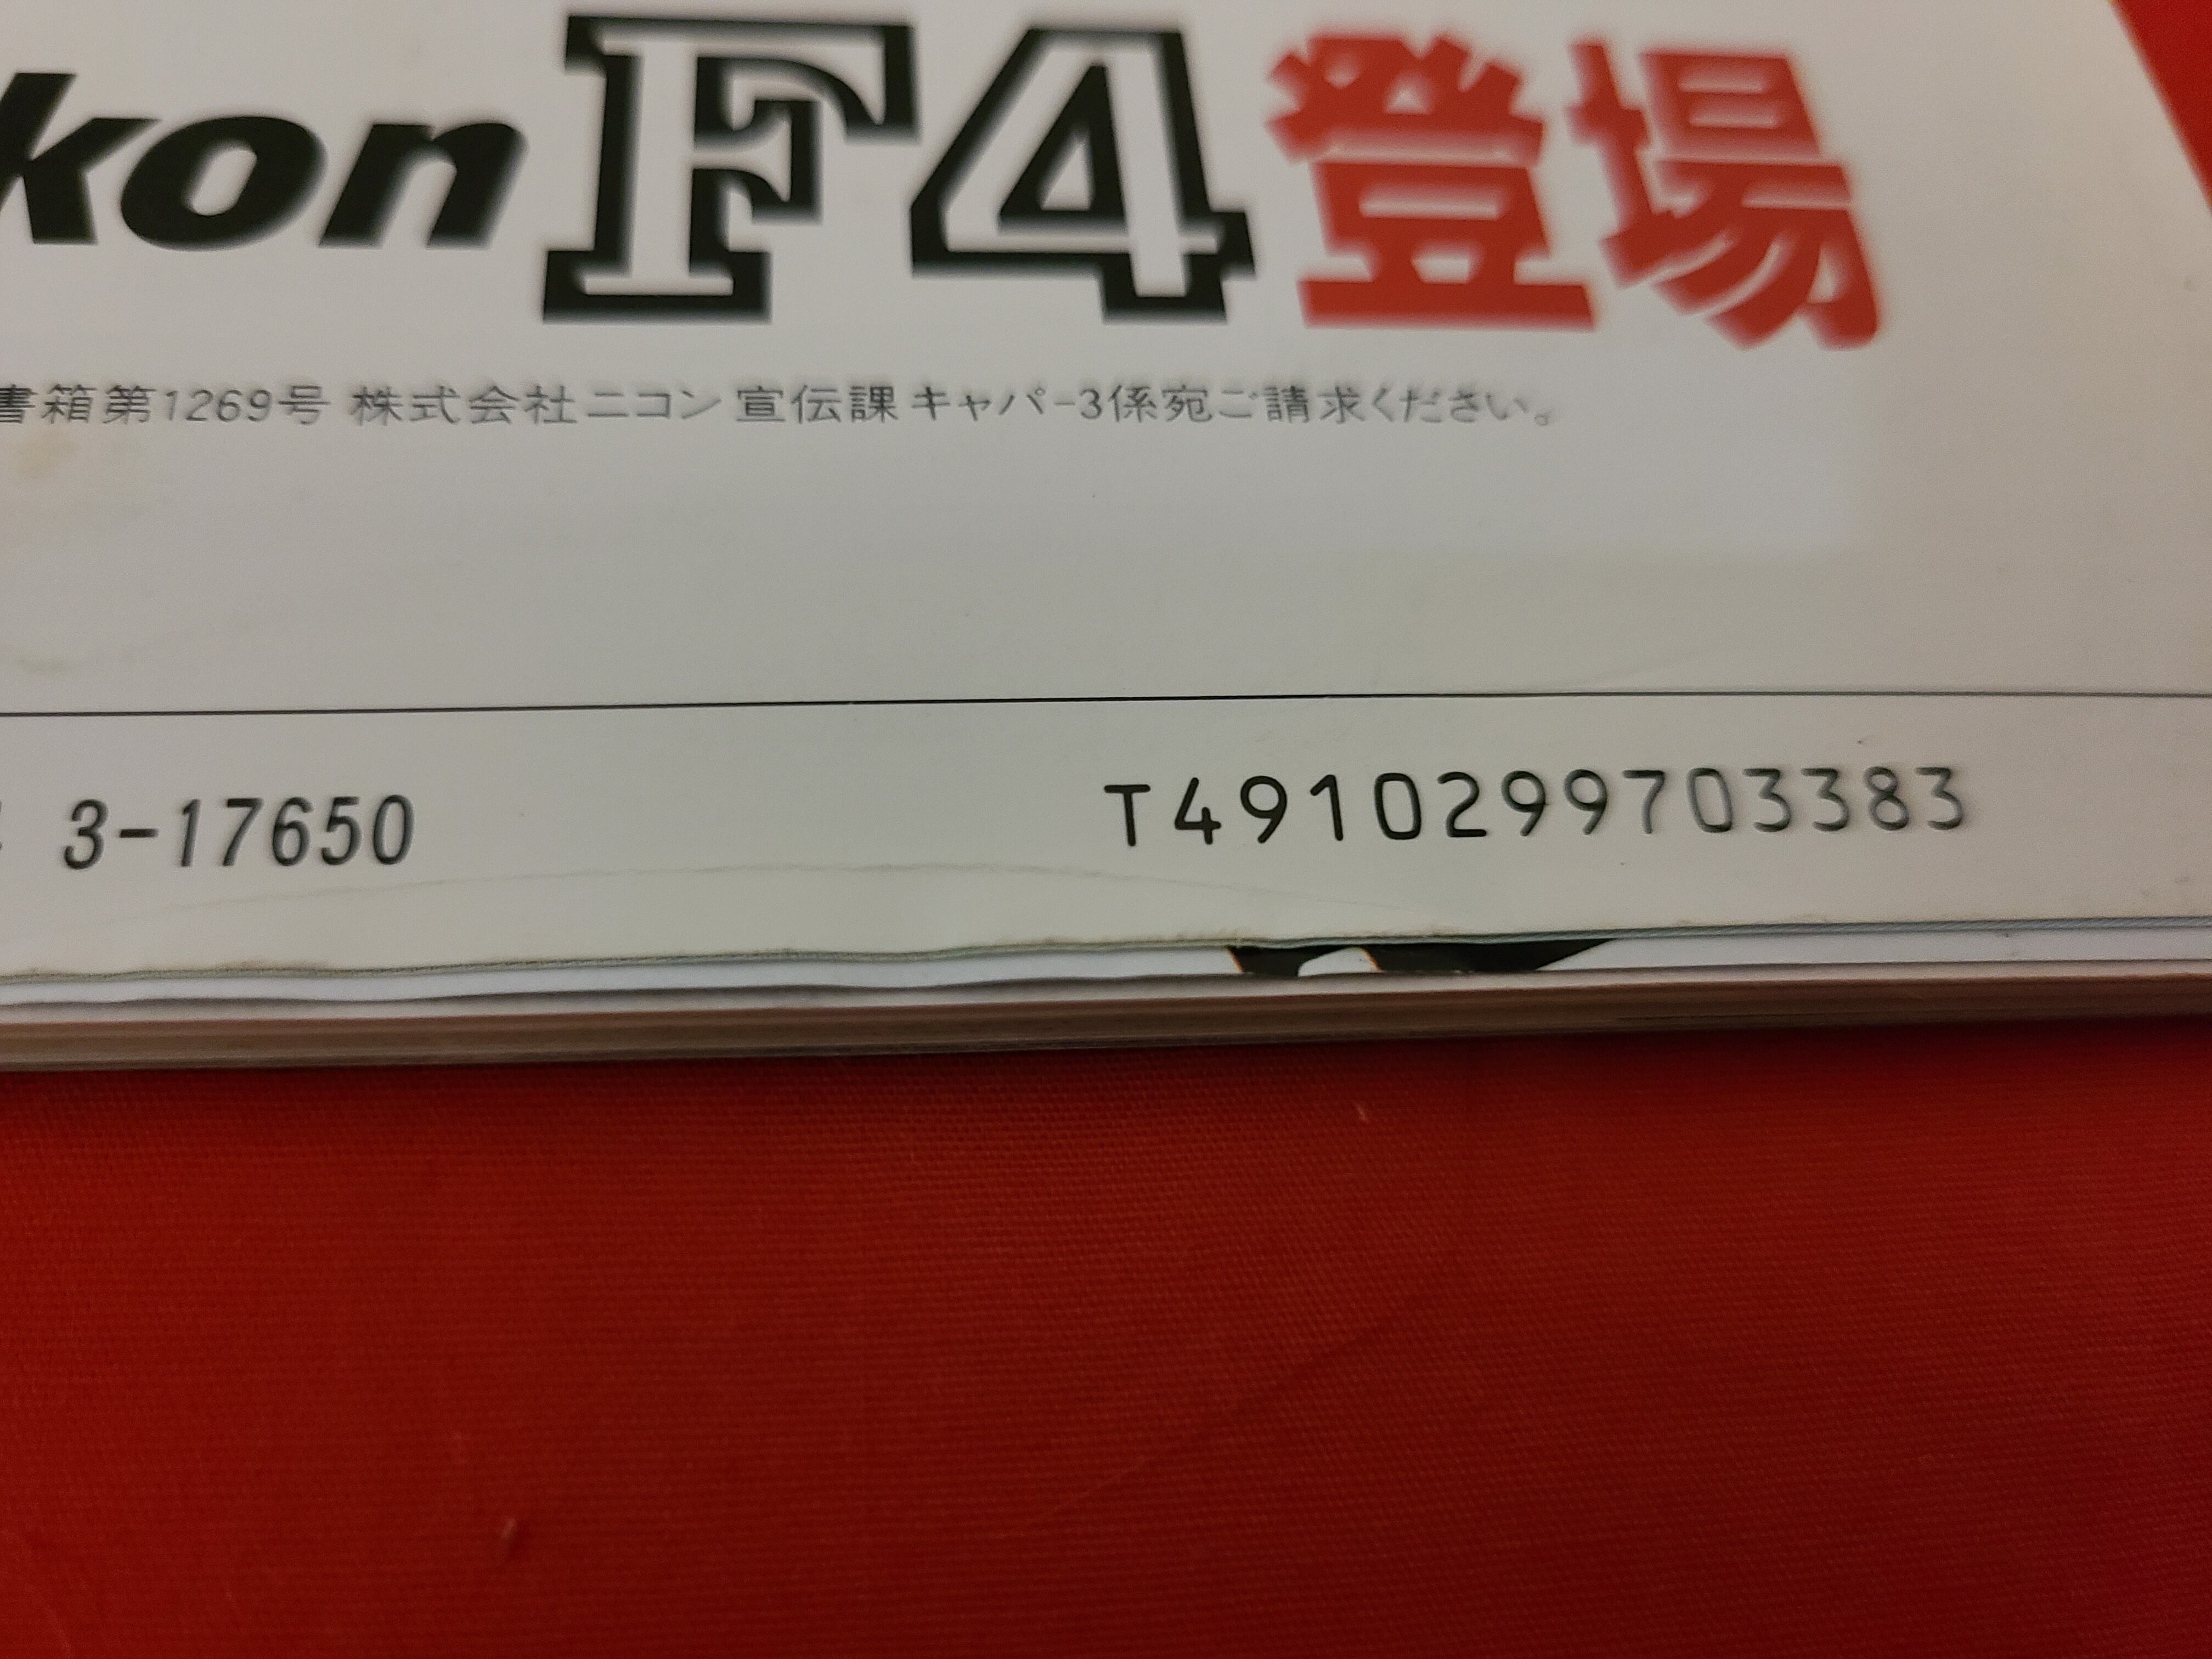 kon F4 登場
書箱第1269号 株式会社ニコン 宣伝課 キャパ-3係宛ご請求ください。
3-17650 T4910299703383